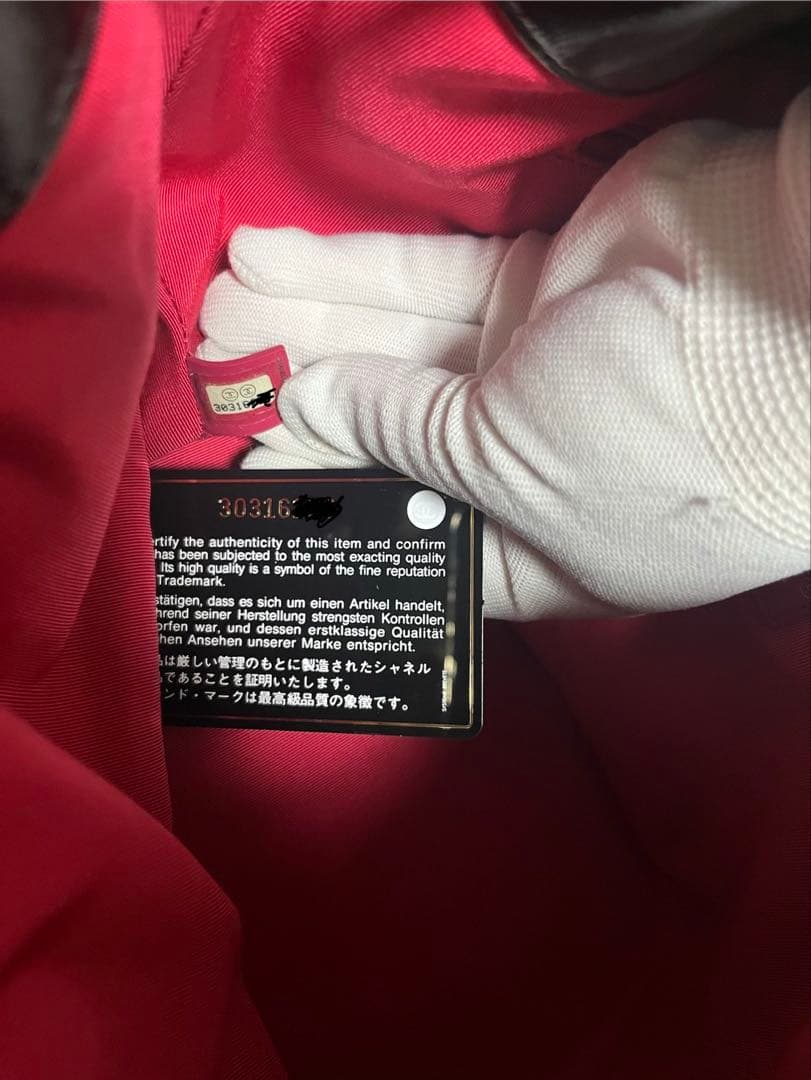 30316
30316
rtify the authenticity of this item and confirm
has been subjected to the most exacting quality
Its high quality is a symbol of the fine reputation
Trademark.
stätigen, dass es sich um einen Artikel handelt,
hrend seiner Herstellung strengsten Kontrollen
orfen war, und dessen erstklassige Qualität
hen Ansehen unserer Marke entspricht.
は厳しい管理のもとに製造されたシャネル
であることを証明いたします。
ンド・マークは最高級品質の象徴です。